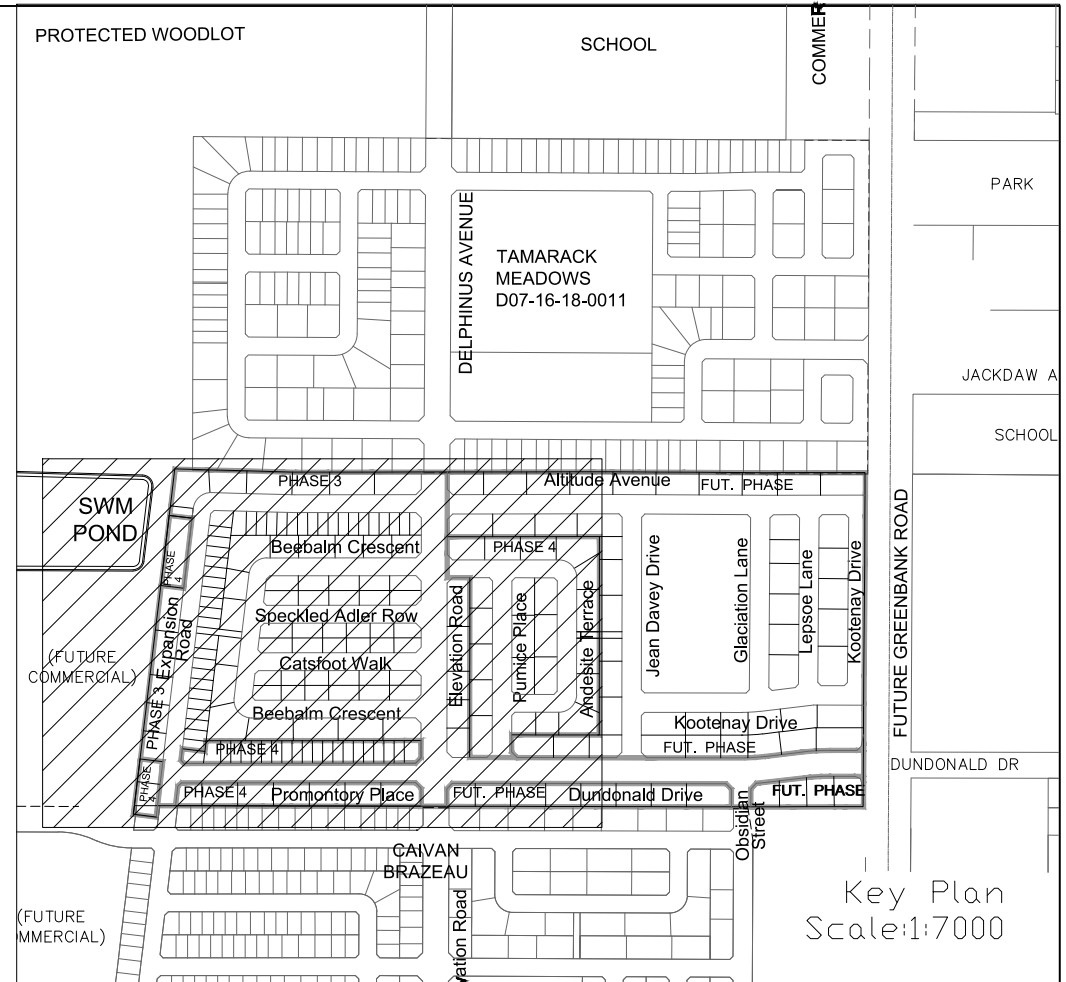 PROTECTED WOODLOT
SCHOOL
COMMER
PARK
DELPHINUS AVENUE
TAMARACK
MEADOWS
D07-16-18-0011
JACKDAW A
SCHOOL
SWM
POND
PHASE 3
Altitude Avenue
FUT. PHASE
Beebalm Crescent
PHASE 4
PHASE
4
Speckled Adler Row
Expansion
Road
Catsfoot Walk
(FUTURE
COMMERCIAL)
PHASE 3
Beebalm Crescent
PHASE 4
Elevation Road
Pumice Place
Andesite Terrace
Jean Davey Drive
Glaciation Lane
Lepsoe Lane
Kootenay Drive
FUTURE GREENBANK ROAD
Kootenay Drive
FUT. PHASE
DUNDONALD DR
PHASE
4
PHASE 4
Promontory Place
FUT. PHASE
Dundonald Drive
FUT. PHASE
Obsidian
Street
CAIVAN
BRAZEAU
vation Road
(FUTURE
MMERCIAL)
Key Plan
Scale:1:7000